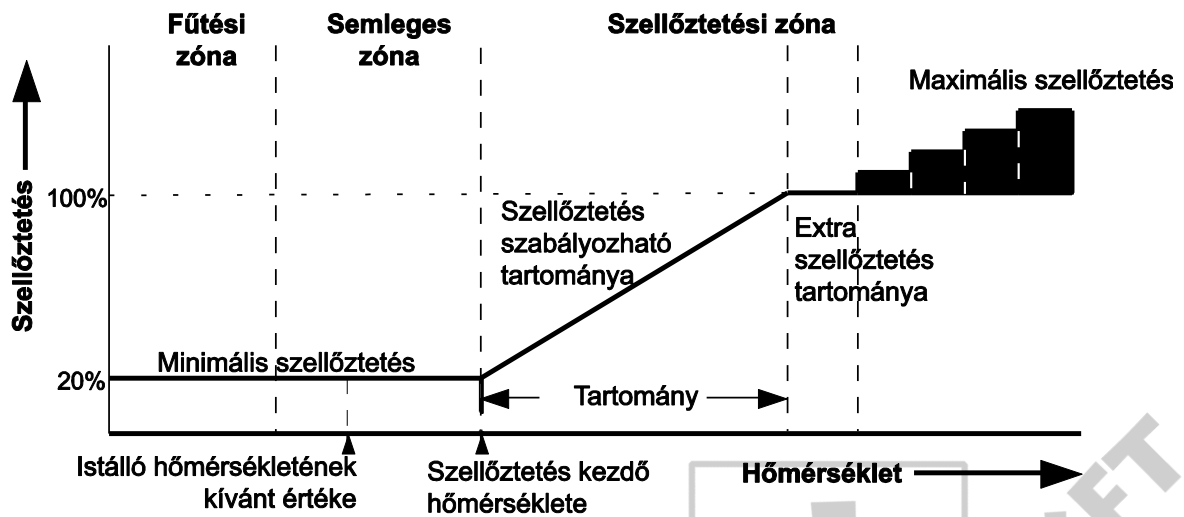 Fűtési
zóna
Semleges
zóna
Szellőztetési zóna
Maximális szellőztetés
Szellőztetés
100%
Szellőztetés
szabályozható
tartománya
Extra
szellőztetés
tartománya
Minimális szellőztetés
20%
Tartomány
Istálló hőmérsékletének
kívánt értéke
Szellőztetés kezdő
hőmérséklete
Hőmérséklet